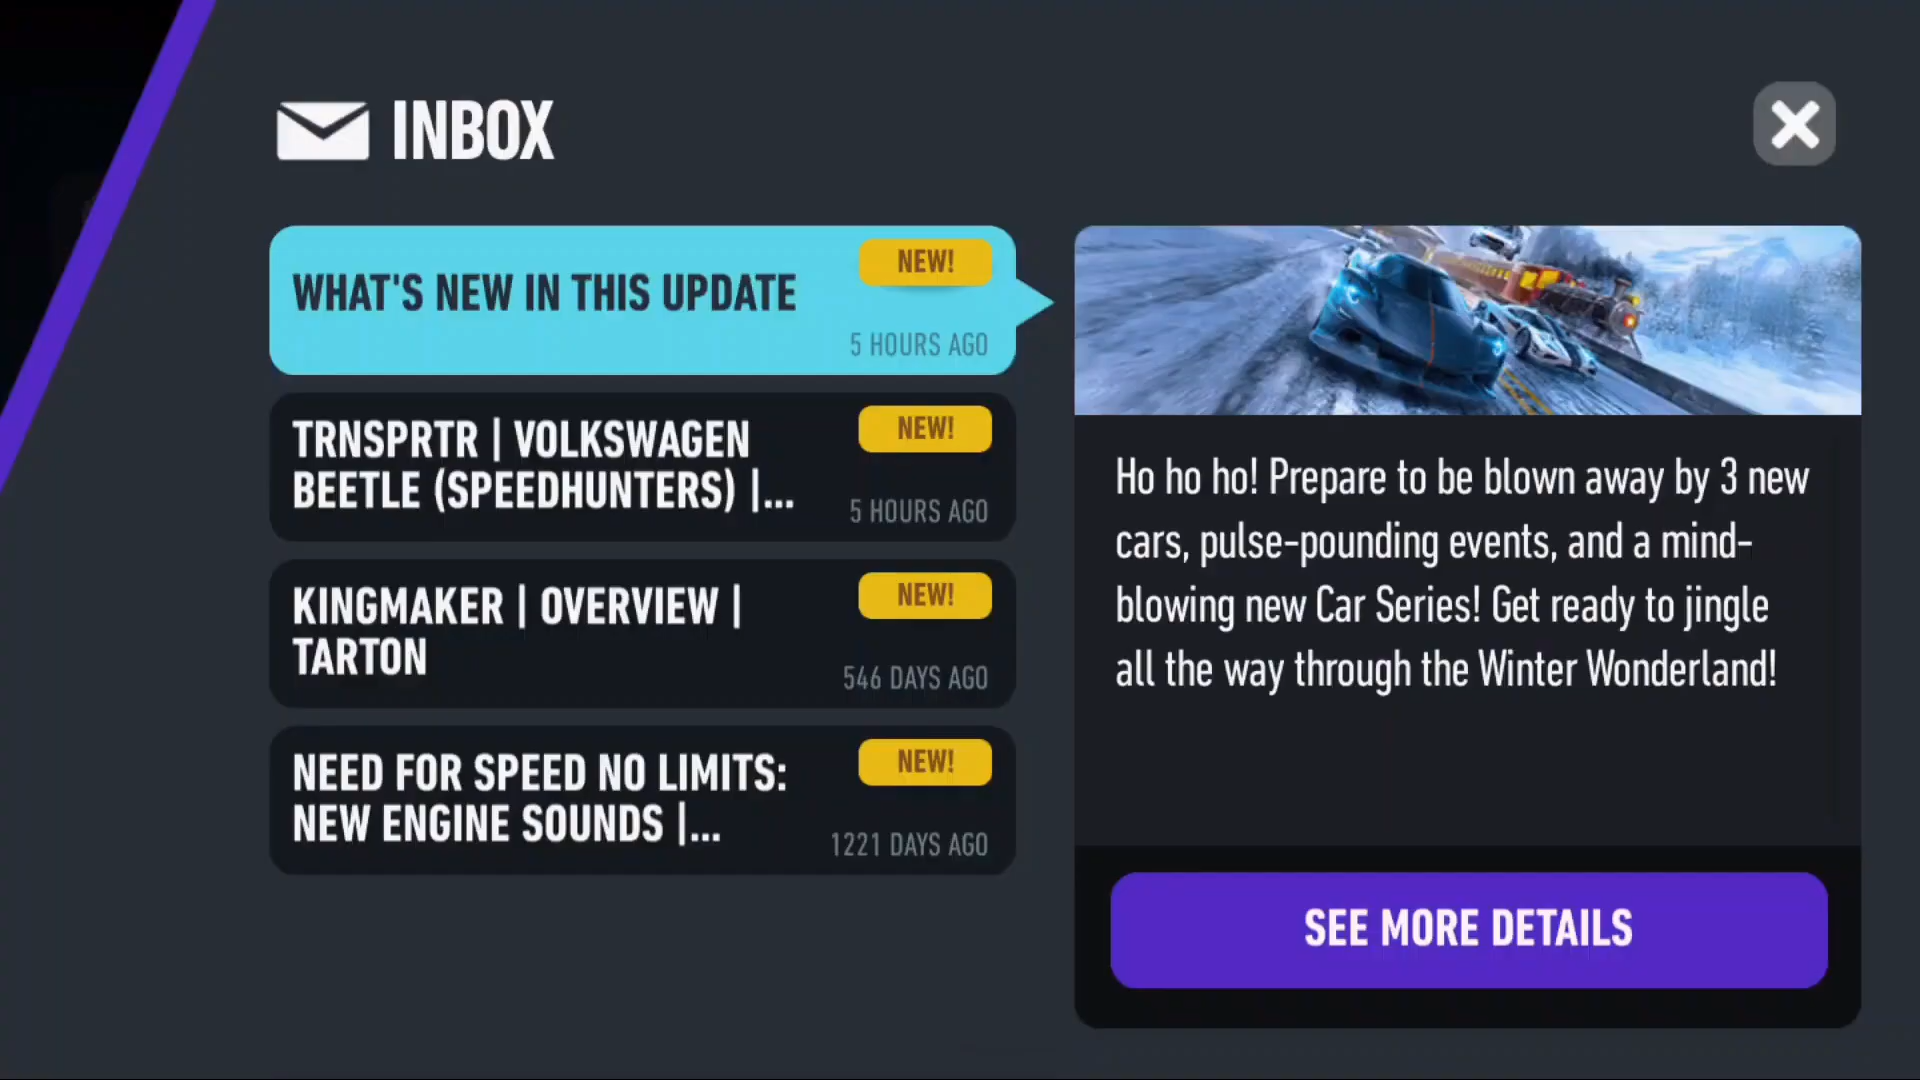 INBOX
WHAT'S NEW IN THIS UPDATE
NEW!
5 HOURS AGO
TRNSPRTR | VOLKSWAGEN
BEETLE (SPEEDHUNTERS) |...
NEW!
5 HOURS AGO
KINGMAKER | OVERVIEW |
TARTON
NEW!
546 DAYS AGO
NEED FOR SPEED NO LIMITS:
NEW ENGINE SOUNDS |...
NEW!
1221 DAYS AGO
Ho ho ho! Prepare to be blown away by 3 new
cars, pulse-pounding events, and a mind-
blowing new Car Series! Get ready to jingle
all the way through the Winter Wonderland!
SEE MORE DETAILS